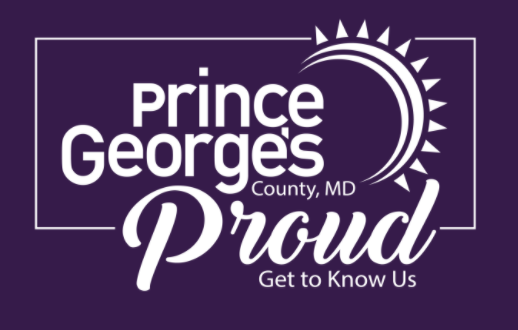 Prince
George's
County, MD
Proud
Get to Know Us